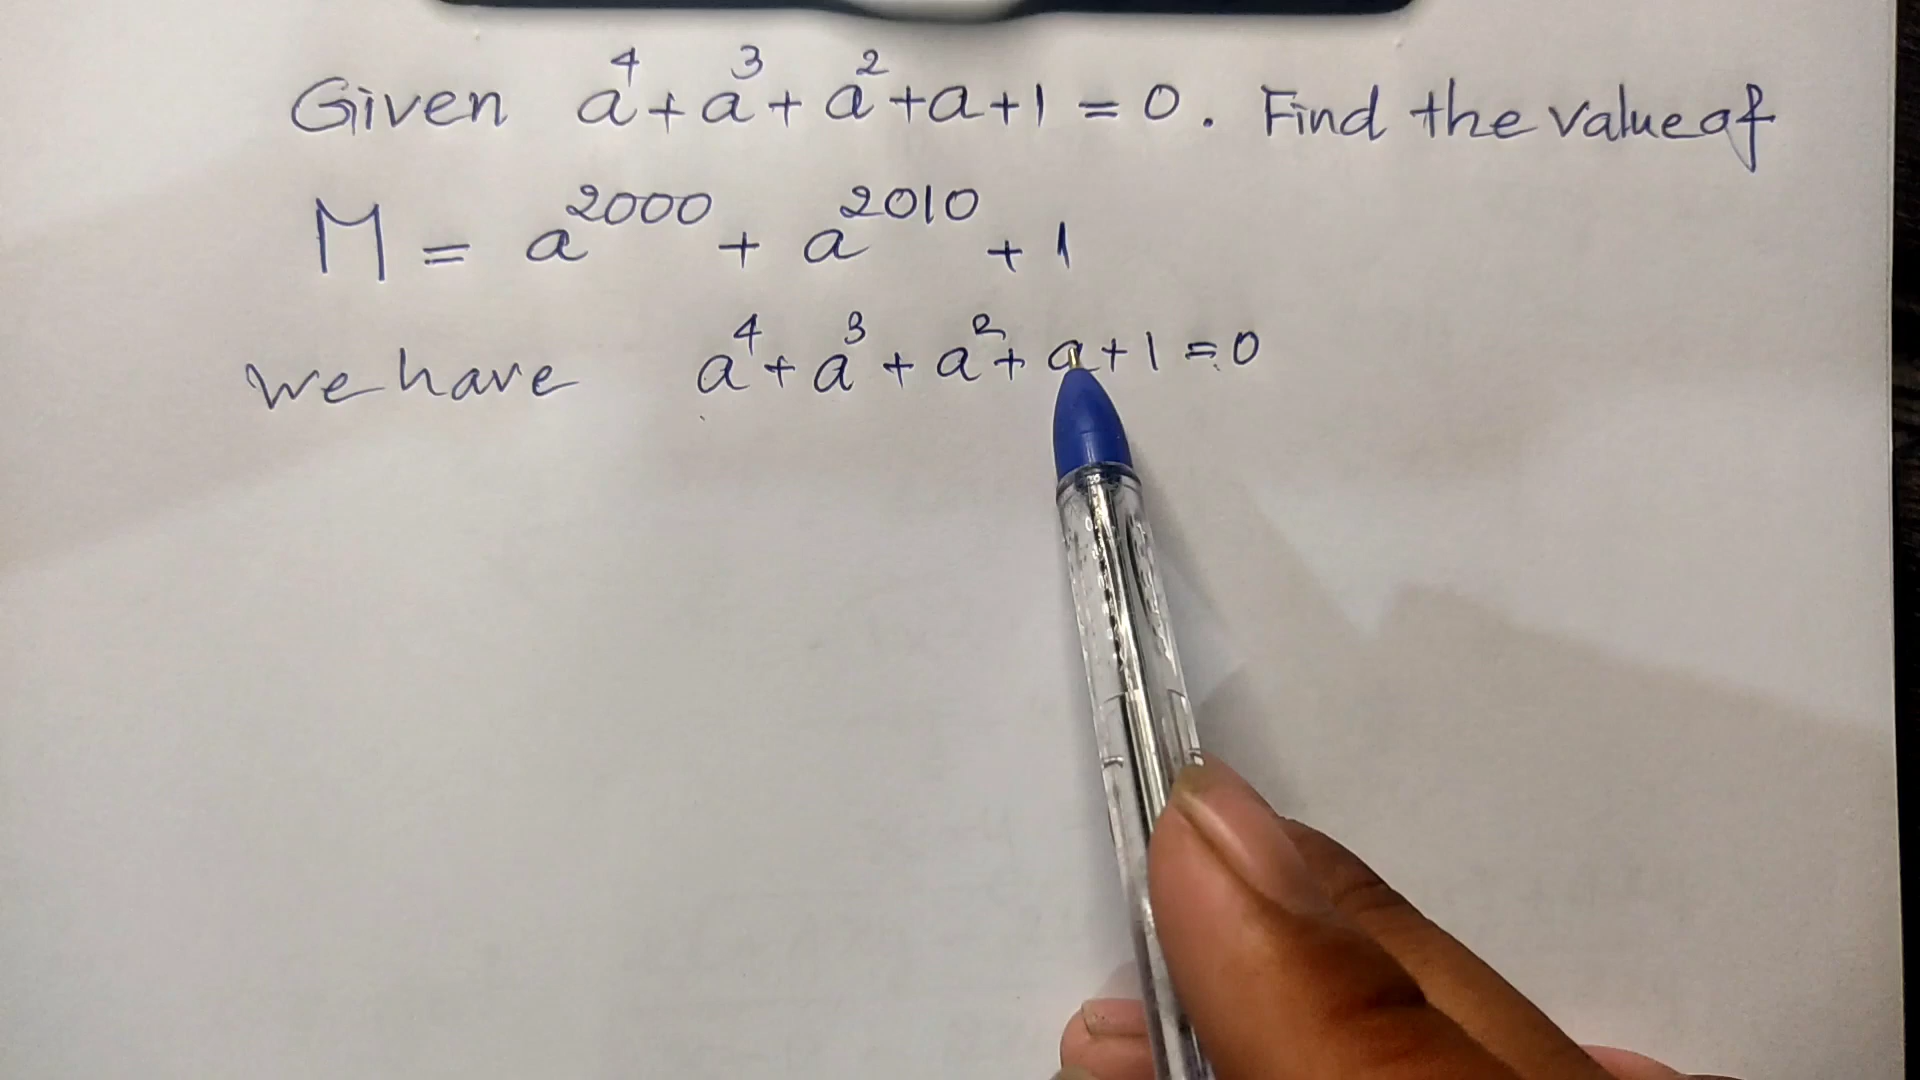 Given a⁴ + a³ + a² + a + 1 = 0. Find the value of
M = a²⁰⁰⁰ + a²⁰¹⁰ + 1
we have a⁴ + a³ + a² + a + 1 = 0